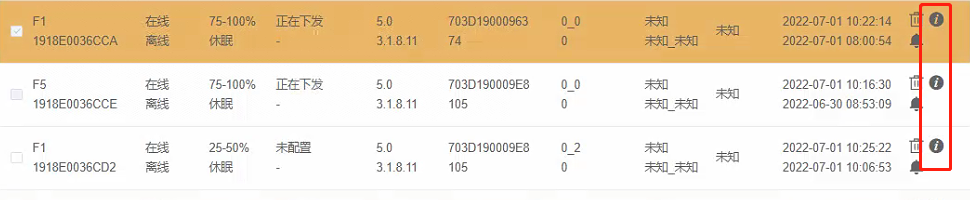 F1 在线 75-100% 正在下发 5.0 703D19000963 0_0 未知 2022-07-01 10:22:14
1918E0036CCA 离线 休眠 - 3.1.8.11 74 0 未知_未知 未知 2022-07-01 08:00:54
F5 在线 75-100% 正在下发 5.0 703D190009E8 0_0 未知 2022-07-01 10:16:30
1918E0036CCE 离线 休眠 - 3.1.8.11 105 0 未知_未知 未知 2022-06-30 08:53:09
F1 在线 25-50% 未配置 5.0 703D190009E8 0_2 未知 2022-07-01 10:25:22
1918E0036CD2 离线 休眠 - 3.1.8.11 105 0 未知_未知 未知 2022-07-01 10:06:53